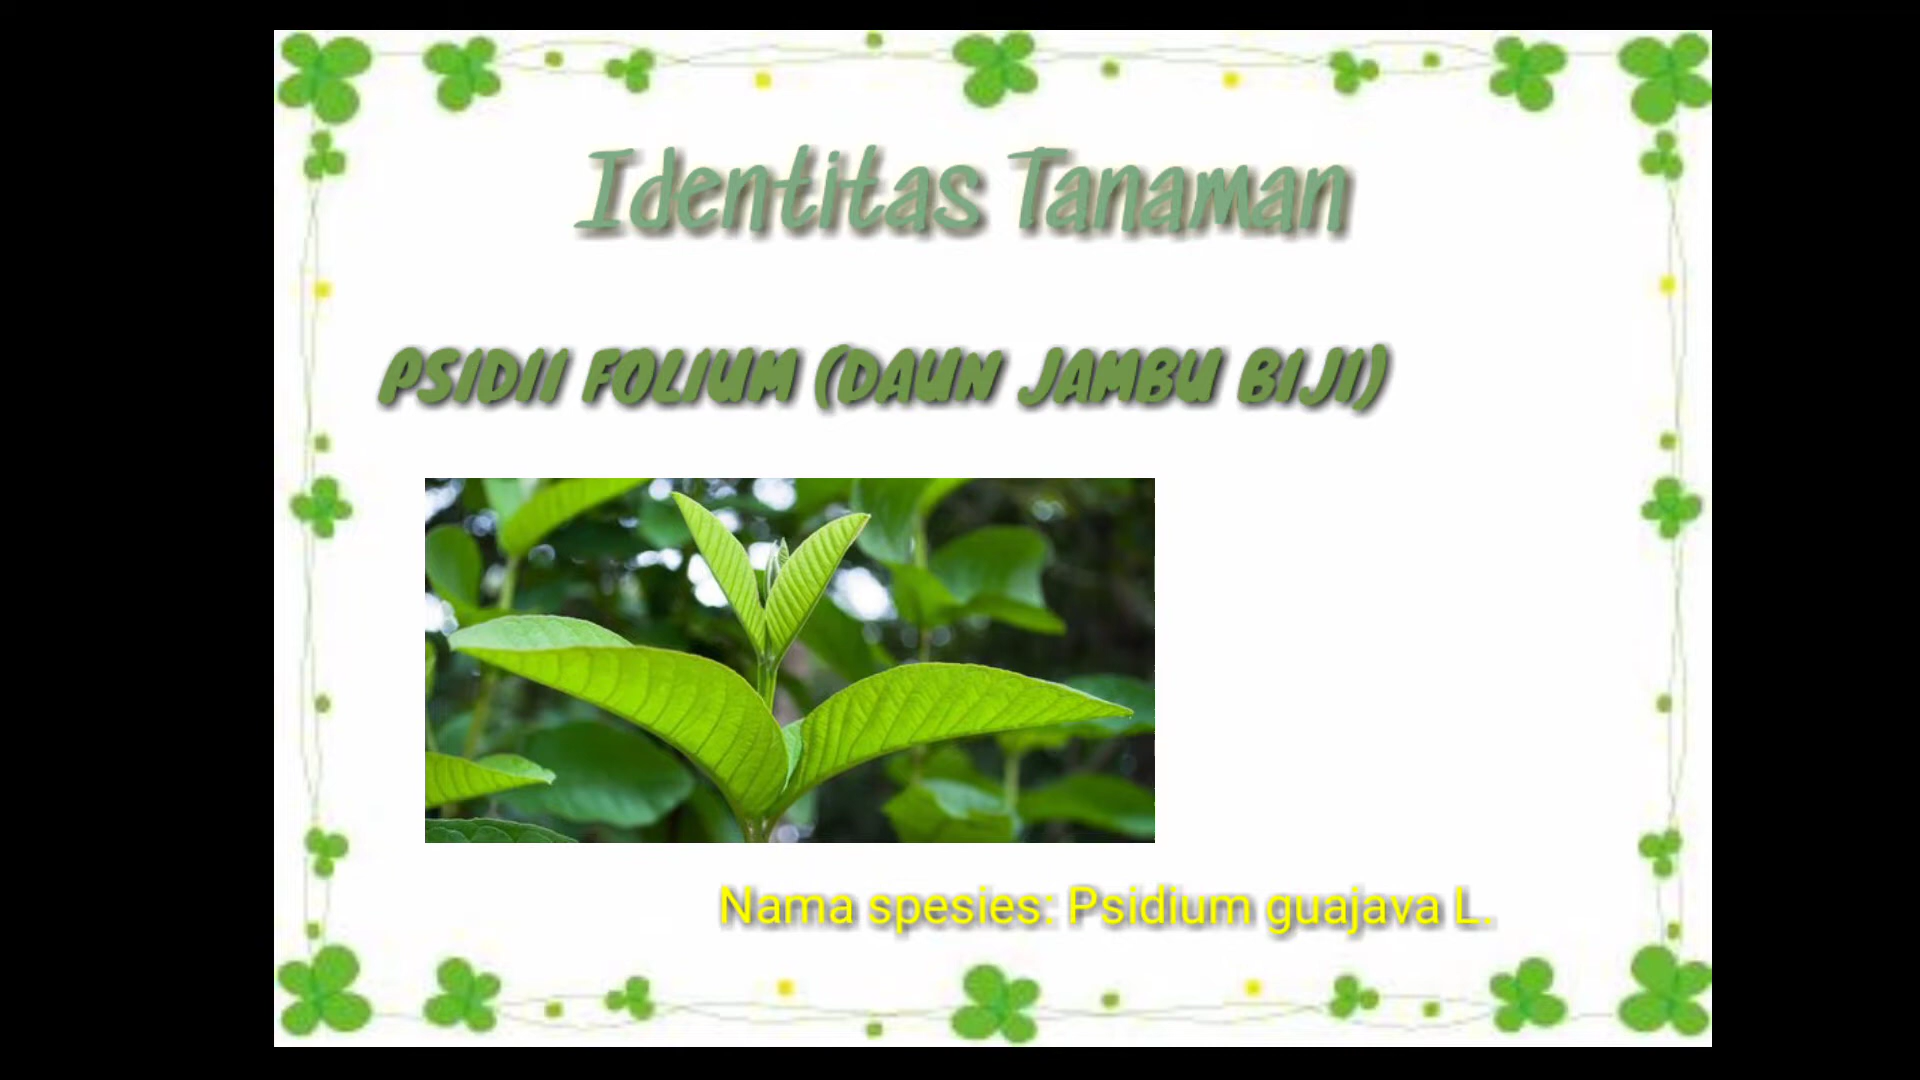 Identitas Tanaman
PSIDII FOLIUM (DAUN JAMBU BIJI)
Nama spesies: Psidium guajava L.